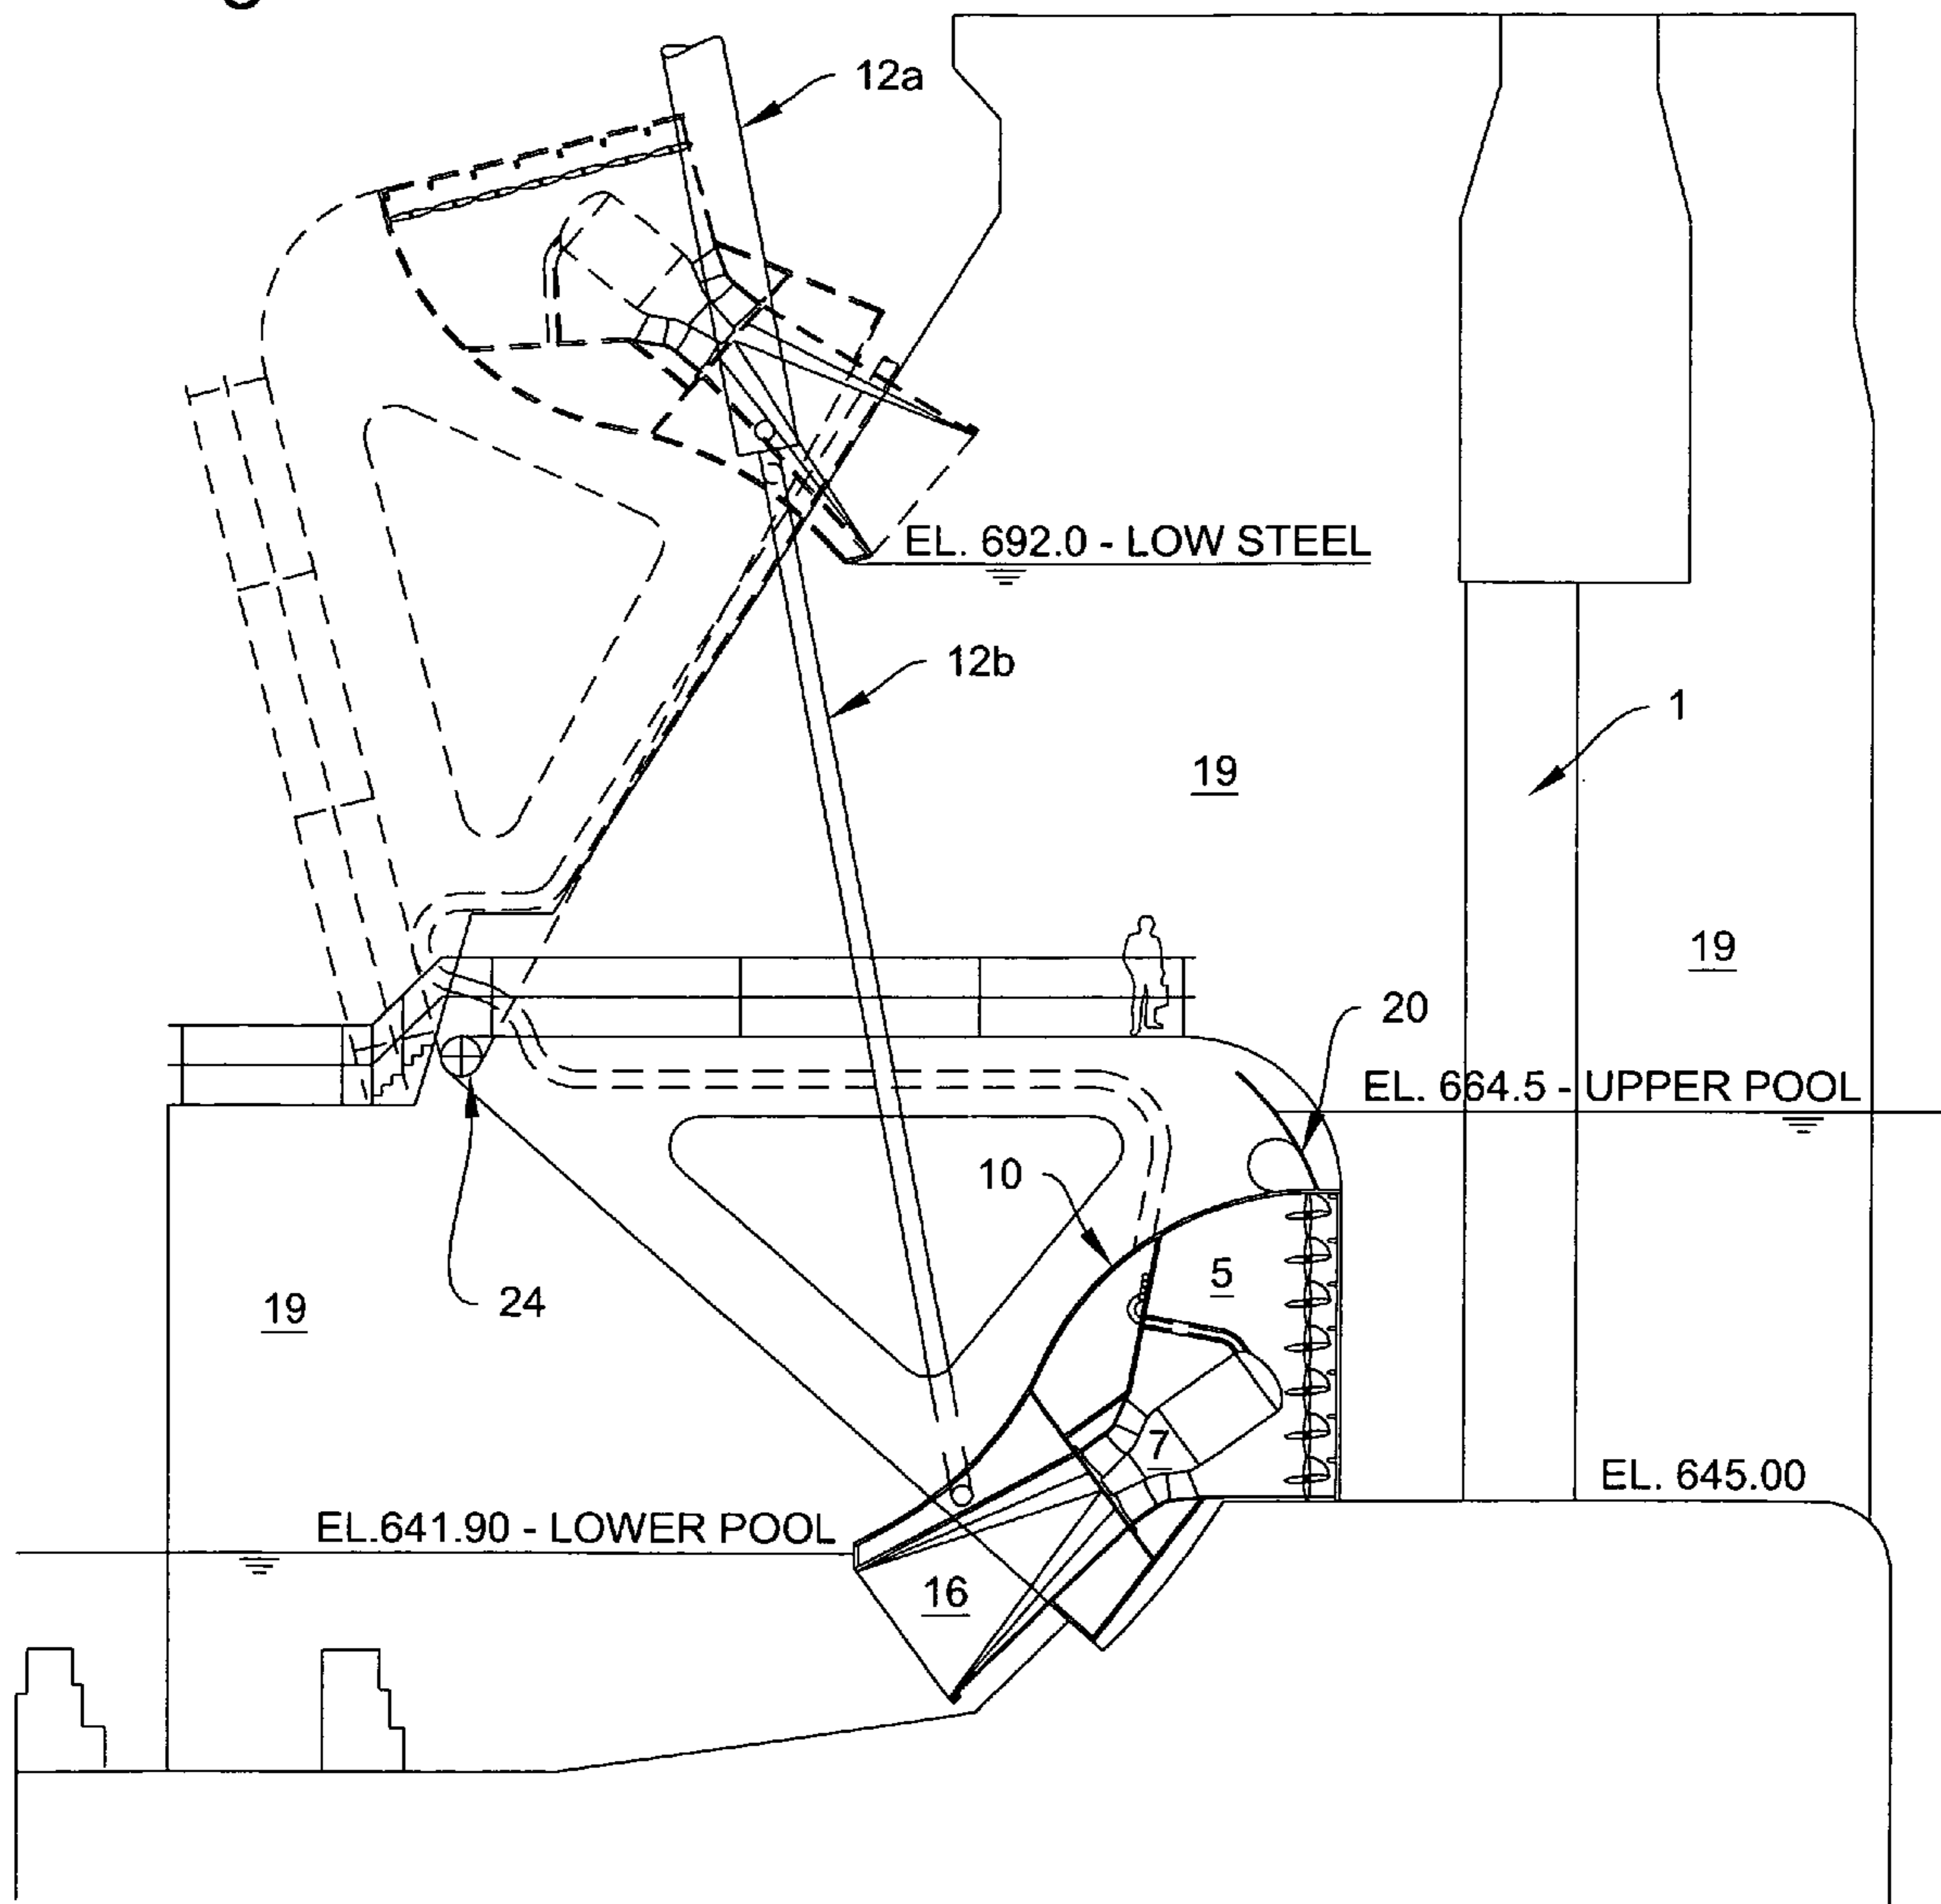 12a
EL. 692.0 - LOW STEEL
12b
1
19
19
20
EL. 664.5 - UPPER POOL
10
5
24
19
7
EL. 645.00
EL.641.90 - LOWER POOL
16